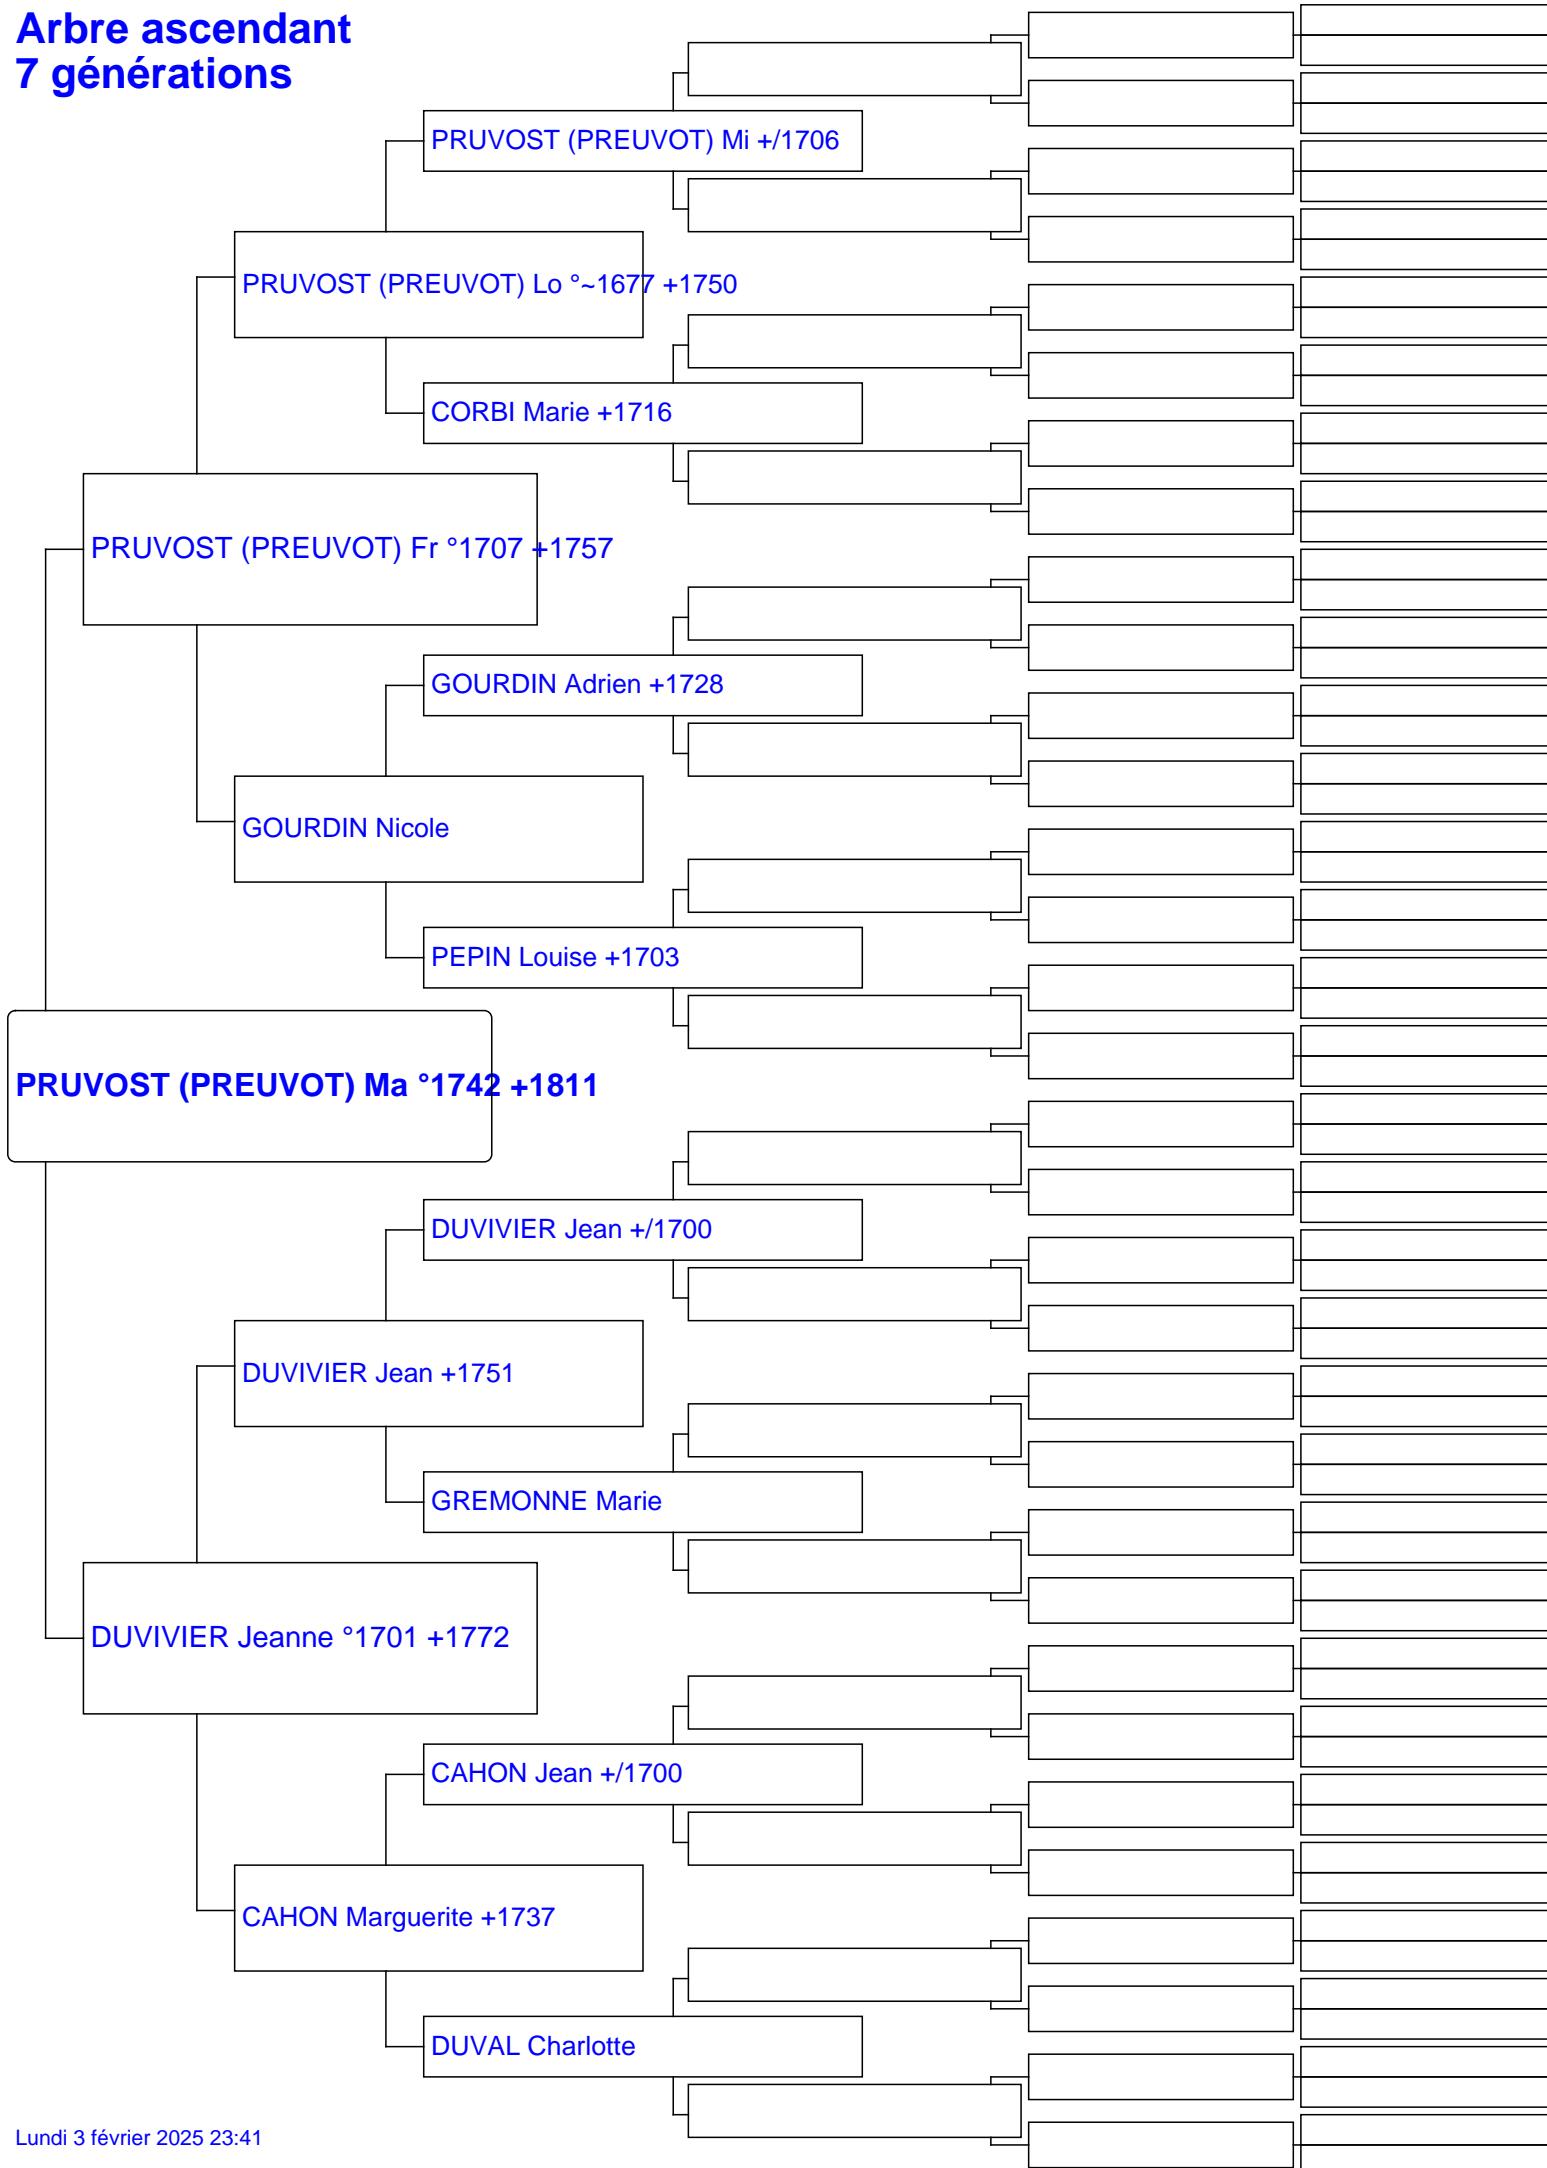 Arbre ascendant
7 générations
PRUVOST (PREUVOT) Mi +/1706
PRUVOST (PREUVOT) Lo °~1677 +1750
CORBI Marie +1716
PRUVOST (PREUVOT) Fr °1707 +1757
GOURDIN Adrien +1728
GOURDIN Nicole
PEPIN Louise +1703
PRUVOST (PREUVOT) Ma °1742 +1811
DUVIVIER Jean +/1700
DUVIVIER Jean +1751
GREMONNE Marie
DUVIVIER Jeanne °1701 +1772
CAHON Jean +/1700
CAHON Marguerite +1737
DUVAL Charlotte
Lundi 3 février 2025 23:41